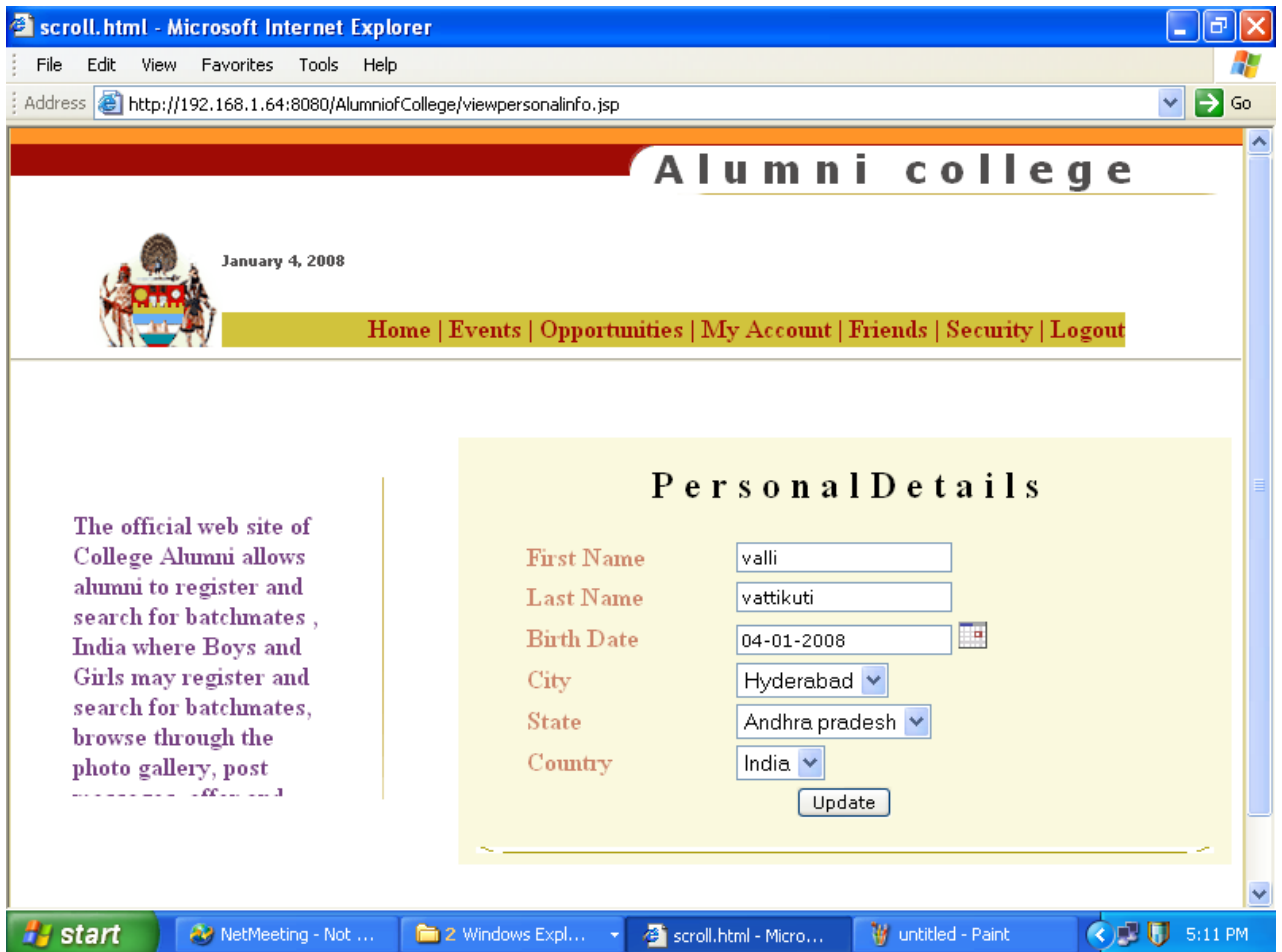 scroll.html - Microsoft Internet Explorer
File Edit View Favorites Tools Help
Address http://192.168.1.64:8080/AlumniofCollege/viewpersonalinfo.jsp Go
Alumni college
January 4, 2008
Home | Events | Opportunities | My Account | Friends | Security | Logout
Personal Details
The official web site of
College Alumni allows
alumni to register and
search for batchmates ,
India where Boys and
Girls may register and
search for batchmates,
browse through the
photo gallery, post
First Name valli
Last Name vattikuti
Birth Date 04-01-2008
City Hyderabad
State Andhra pradesh
Country India
Update
start NetMeeting - Not ... 2 Windows Expl... scroll.html - Micro... untitled - Paint 5:11 PM